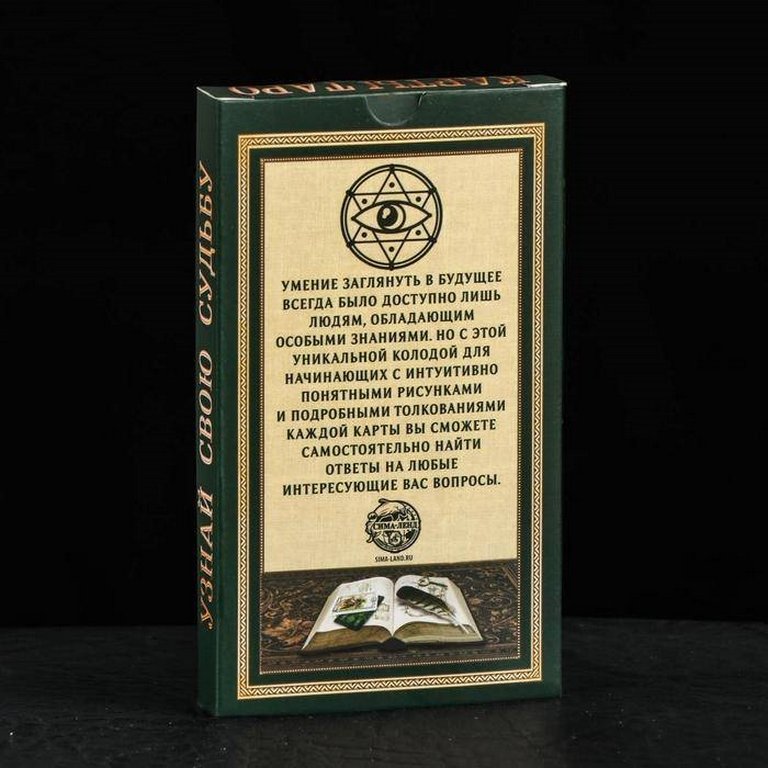 КАРТЫ ТАРО
УЗНАЙ СВОЮ СУДЬБУ
УМЕНИЕ ЗАГЛЯНУТЬ В БУДУЩЕЕ
ВСЕГДА БЫЛО ДОСТУПНО ЛИШЬ
ЛЮДЯМ, ОБЛАДАЮЩИМ
ОСОБЫМИ ЗНАНИЯМИ. НО С ЭТОЙ
УНИКАЛЬНОЙ КОЛОДОЙ ДЛЯ
НАЧИНАЮЩИХ С ИНТУИТИВНО
ПОНЯТНЫМИ РИСУНКАМИ
И ПОДРОБНЫМИ ТОЛКОВАНИЯМИ
КАЖДОЙ КАРТЫ ВЫ СМОЖЕТЕ
САМОСТОЯТЕЛЬНО НАЙТИ
ОТВЕТЫ НА ЛЮБЫЕ
ИНТЕРЕСУЮЩИЕ ВАС ВОПРОСЫ.
СИМА-ЛЕНД
SIMA-LAND.RU